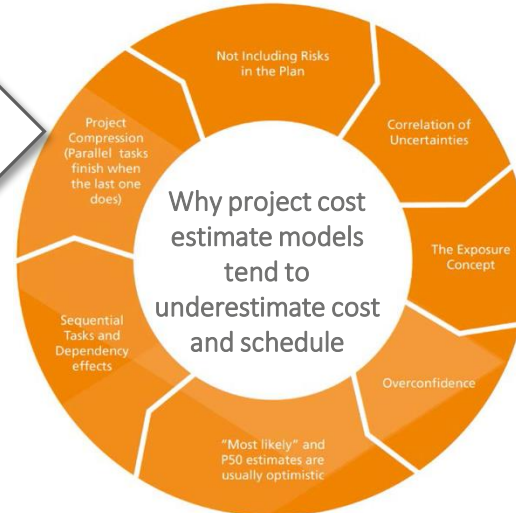 Not Including Risks
in the Plan
Correlation of
Uncertainties
The Exposure
Concept
Overconfidence
"Most likely" and
P50 estimates are
usually optimistic
Sequential
Tasks and
Dependency
effects
Project
Compression
(Parallel tasks
finish when
the last one
does)
Why project cost
estimate models
tend to
underestimate cost
and schedule